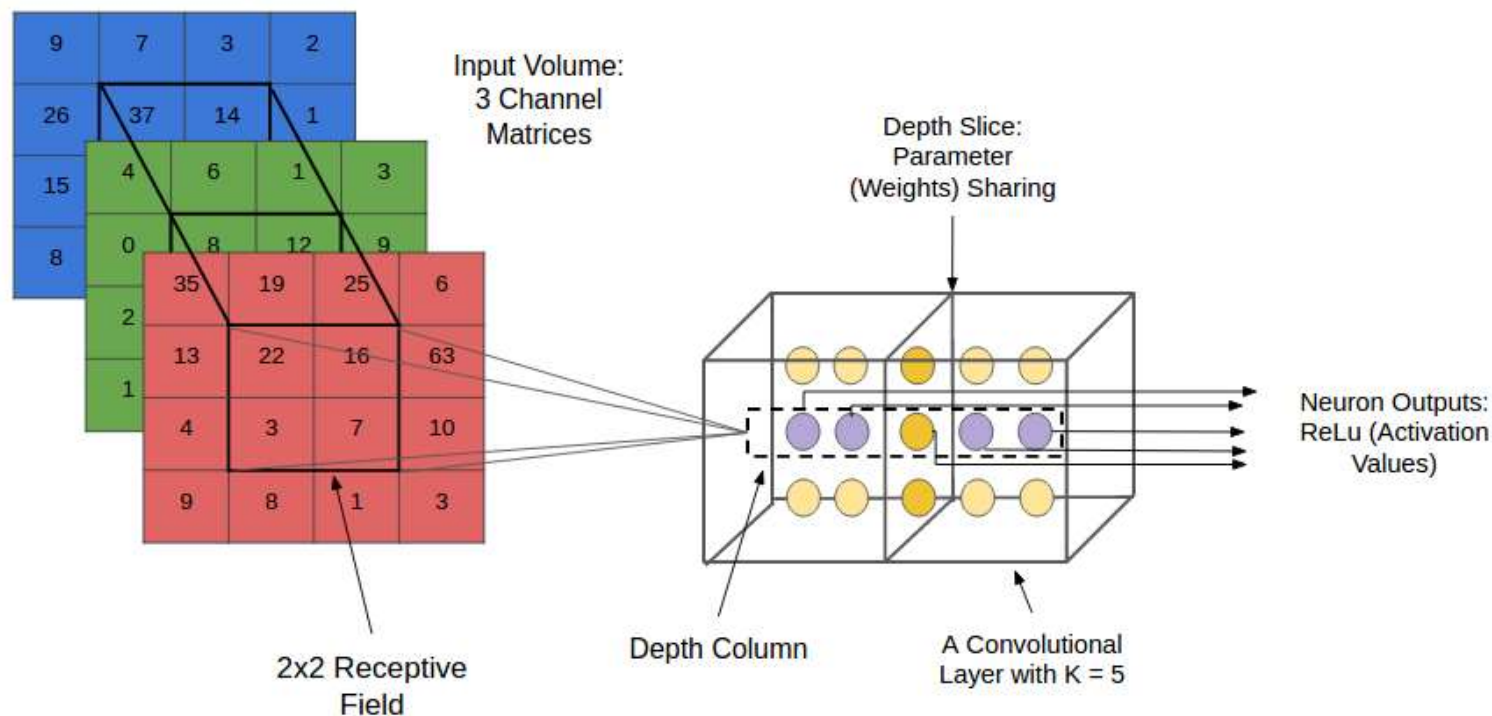 9 7 3 2
26 37 14 1
15
8
4 6 1 3
0 8 12 9
2
1
35 19 25 6
13 22 16 63
4 3 7 10
9 8 1 3
Input Volume:
3 Channel
Matrices
2x2 Receptive
Field
Depth Slice:
Parameter
(Weights) Sharing
Depth Column
A Convolutional
Layer with K = 5
Neuron Outputs:
ReLu (Activation
Values)